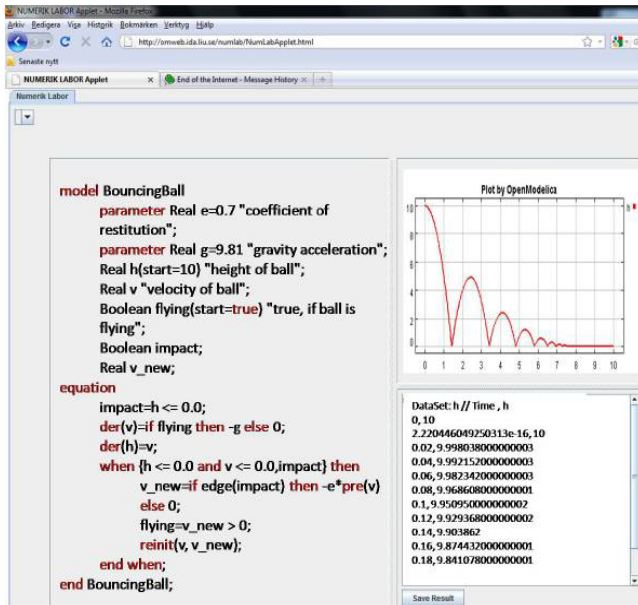 NUMERIK LABOR Applet - Mozilla Firefox
Arkiv Redigera Visa Historik Bokmärken Verktyg Hjälp
http://omweb.ida.liu.se/numlab/NumLabApplet.html
Senaste nytt
NUMERIK LABOR Applet × End of the Internet - Message History ×
Numerik Labor
model BouncingBall
parameter Real e=0.7 "coefficient of
restitution";
parameter Real g=9.81 "gravity acceleration";
Real h(start=10) "height of ball";
Real v "velocity of ball";
Boolean flying(start=true) "true, if ball is
flying";
Boolean impact;
Real v_new;
equation
impact=h <= 0.0;
der(v)=if flying then -g else 0;
der(h)=v;
when {h <= 0.0 and v <= 0.0,impact} then
v_new=if edge(impact) then -e*pre(v)
else 0;
flying=v_new > 0;
reinit(v, v_new);
end when;
end BouncingBall;
Plot by OpenModelica
h
10
8
6
4
2
0
0 1 2 3 4 5 6 7 8 9 10
DataSet: h // Time , h
0, 10
2.220446049250313e-16, 10
0.02, 9.998038000000003
0.04, 9.992152000000003
0.06, 9.982342000000003
0.08, 9.968608000000001
0.1, 9.950950000000002
0.12, 9.929368000000002
0.14, 9.903862
0.16, 9.874432000000001
0.18, 9.841078000000001
Save Result